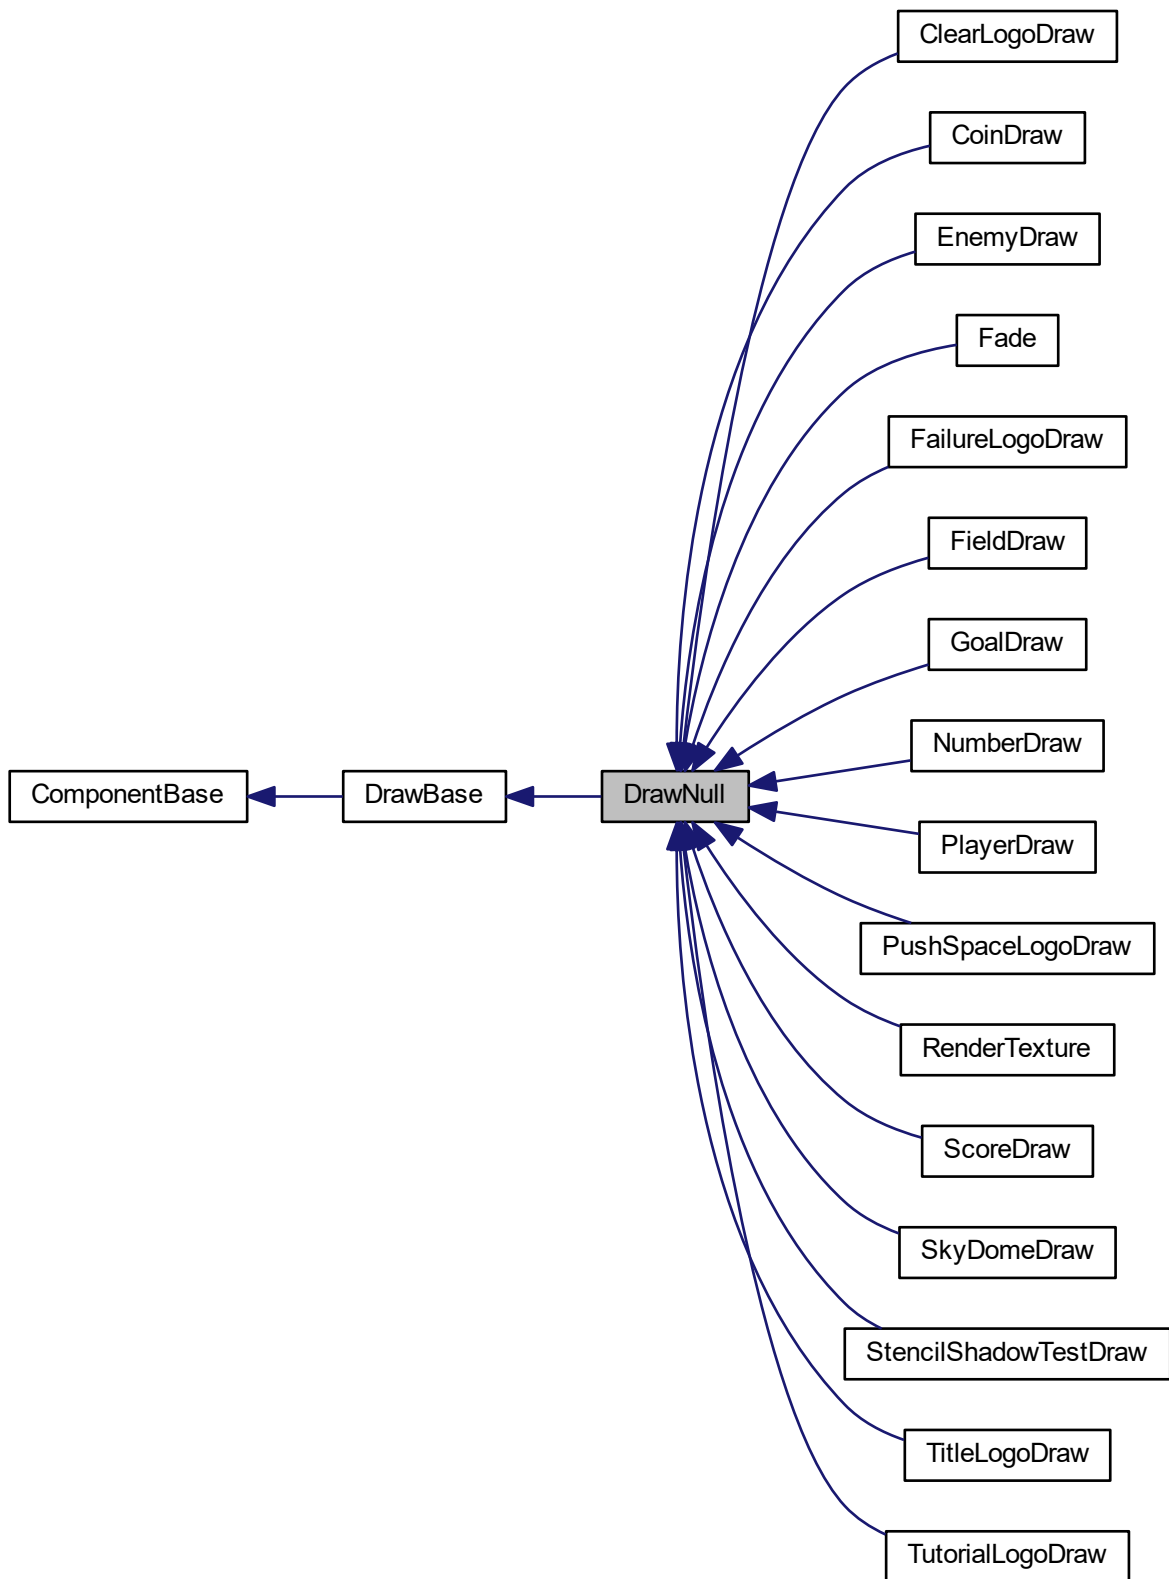 ClearLogoDraw
CoinDraw
EnemyDraw
Fade
FailureLogoDraw
FieldDraw
GoalDraw
NumberDraw
ComponentBase
DrawBase
DrawNull
PlayerDraw
PushSpaceLogoDraw
RenderTexture
ScoreDraw
SkyDomeDraw
StencilShadowTestDraw
TitleLogoDraw
TutorialLogoDraw